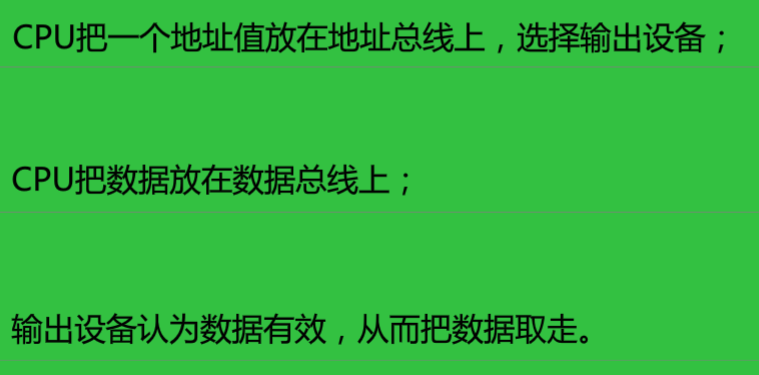 CPU把一个地址值放在地址总线上，选择输出设备；
CPU把数据放在数据总线上；
输出设备认为数据有效，从而把数据取走。